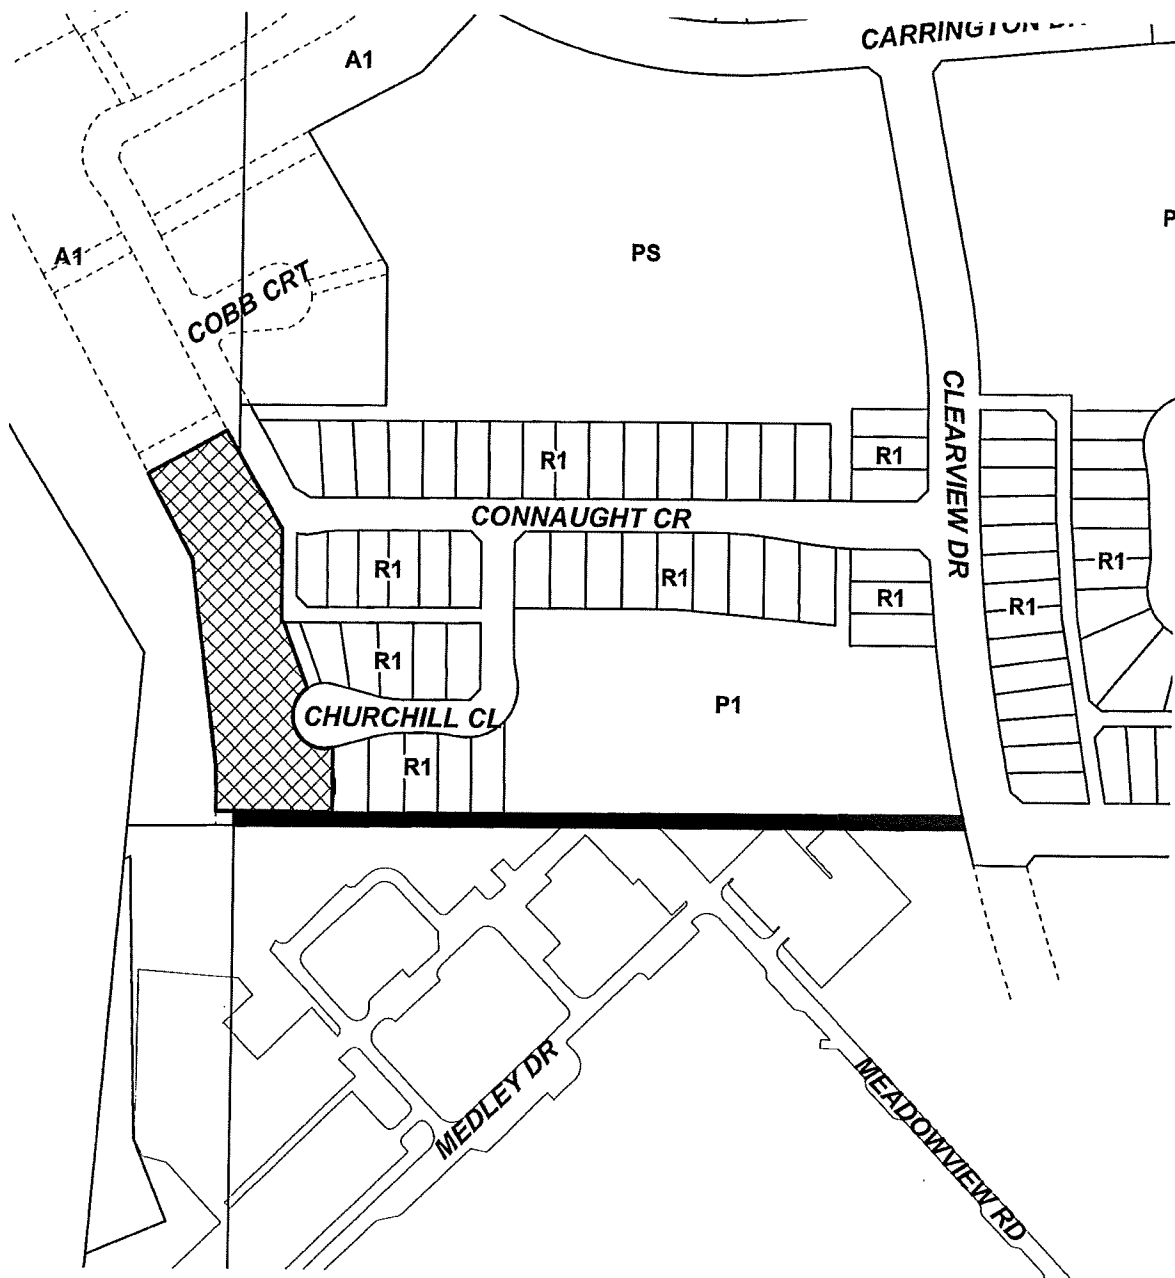 CARRINGTON
A1
P
PS
A1
COBB CRT
CLEARVIEW DR
R1
R1
CONNAUGHT CR
R1
R1
R1
R1
R1
R1
P1
CHURCHILL CL
R1
MEDLEY DR
MEADOWVIEW RD